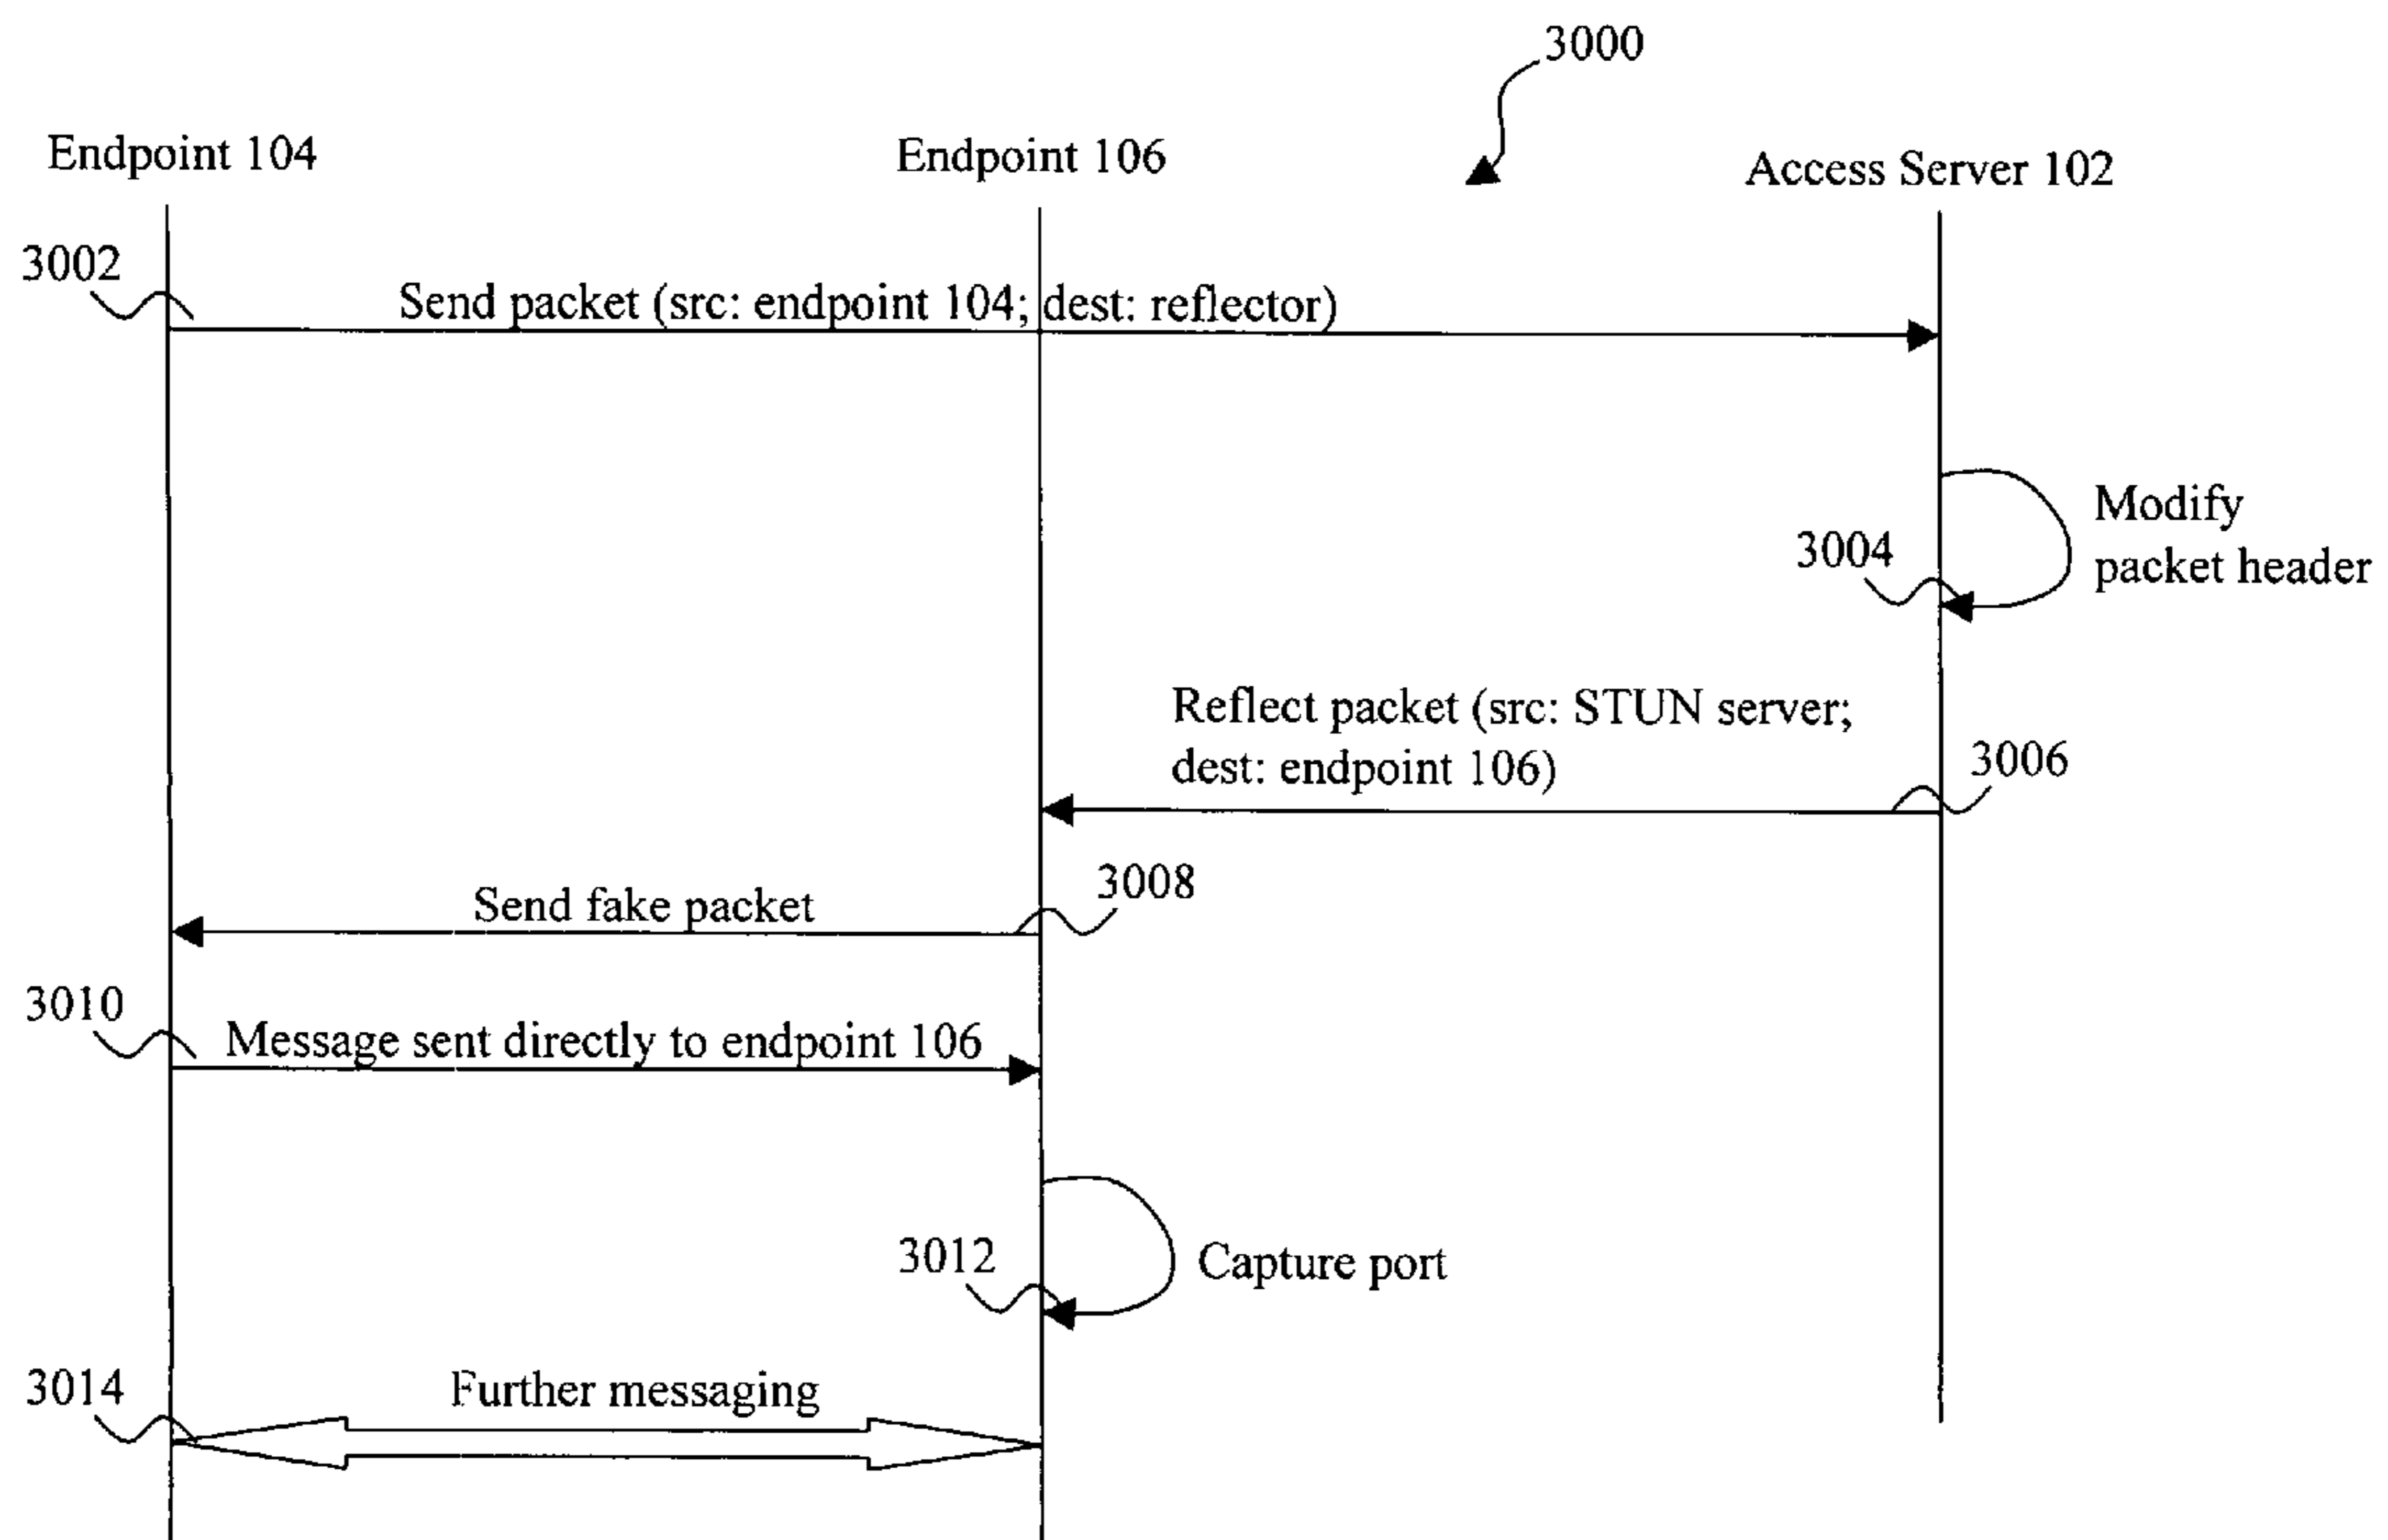 3000
Endpoint 104
Endpoint 106
Access Server 102
3002
Send packet (src: endpoint 104; dest: reflector)
Modify
packet header
3004
Reflect packet (src: STUN server;
dest: endpoint 106)
3006
3008
Send fake packet
3010
Message sent directly to endpoint 106
3012
Capture port
3014
Further messaging